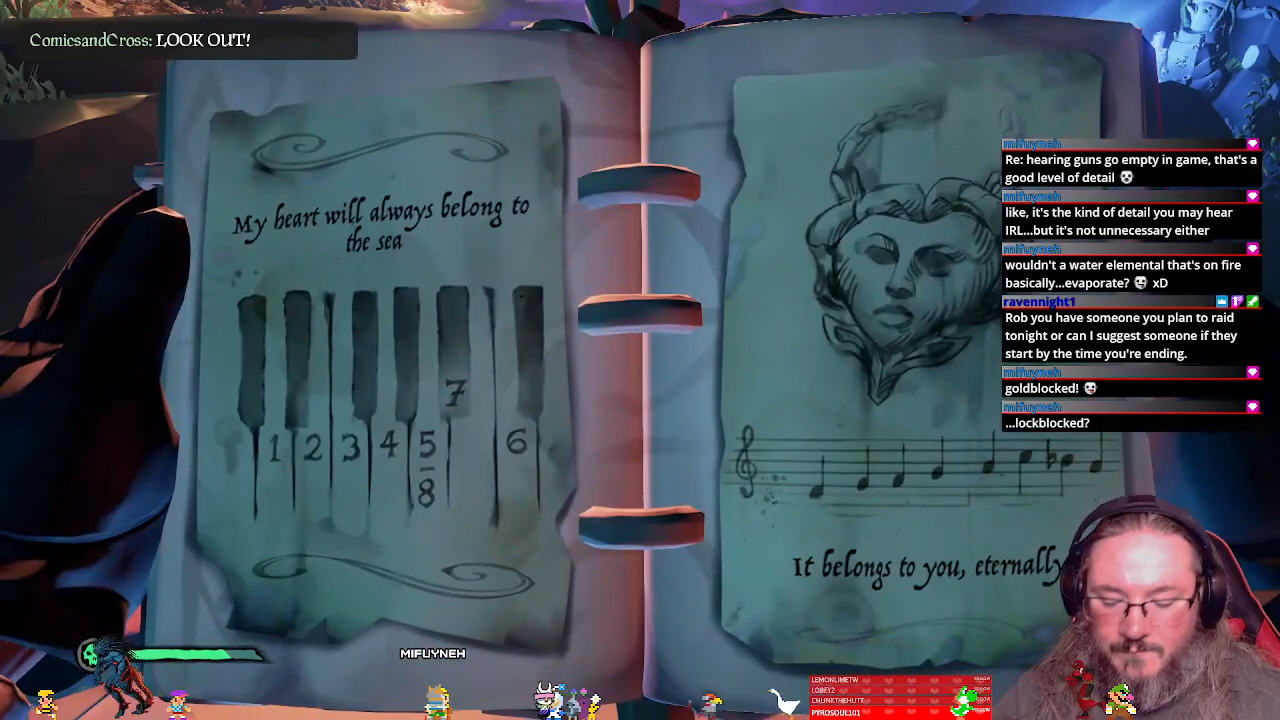 ComicsandCross: LOOK OUT!
My heart will always belong to
the sea
7
1 2 3 4 5 6
8
It belongs to you, eternally
mifuyneh
Re: hearing guns go empty in game, that's a
good level of detail
mifuyneh
like, it's the kind of detail you may hear
IRL...but it's not unnecessary either
mifuyneh
wouldn't a water elemental that's on fire
basically...evaporate? xD
ravennight1
Rob you have someone you plan to raid
tonight or can I suggest someone if they
start by the time you're ending.
mifuyneh
goldblocked!
mifuyneh
...lockblocked?
MIFUYNEH
LEMONLIMETW
LOBEY2
CHUNKTHEHUTT
PYROSOUL101